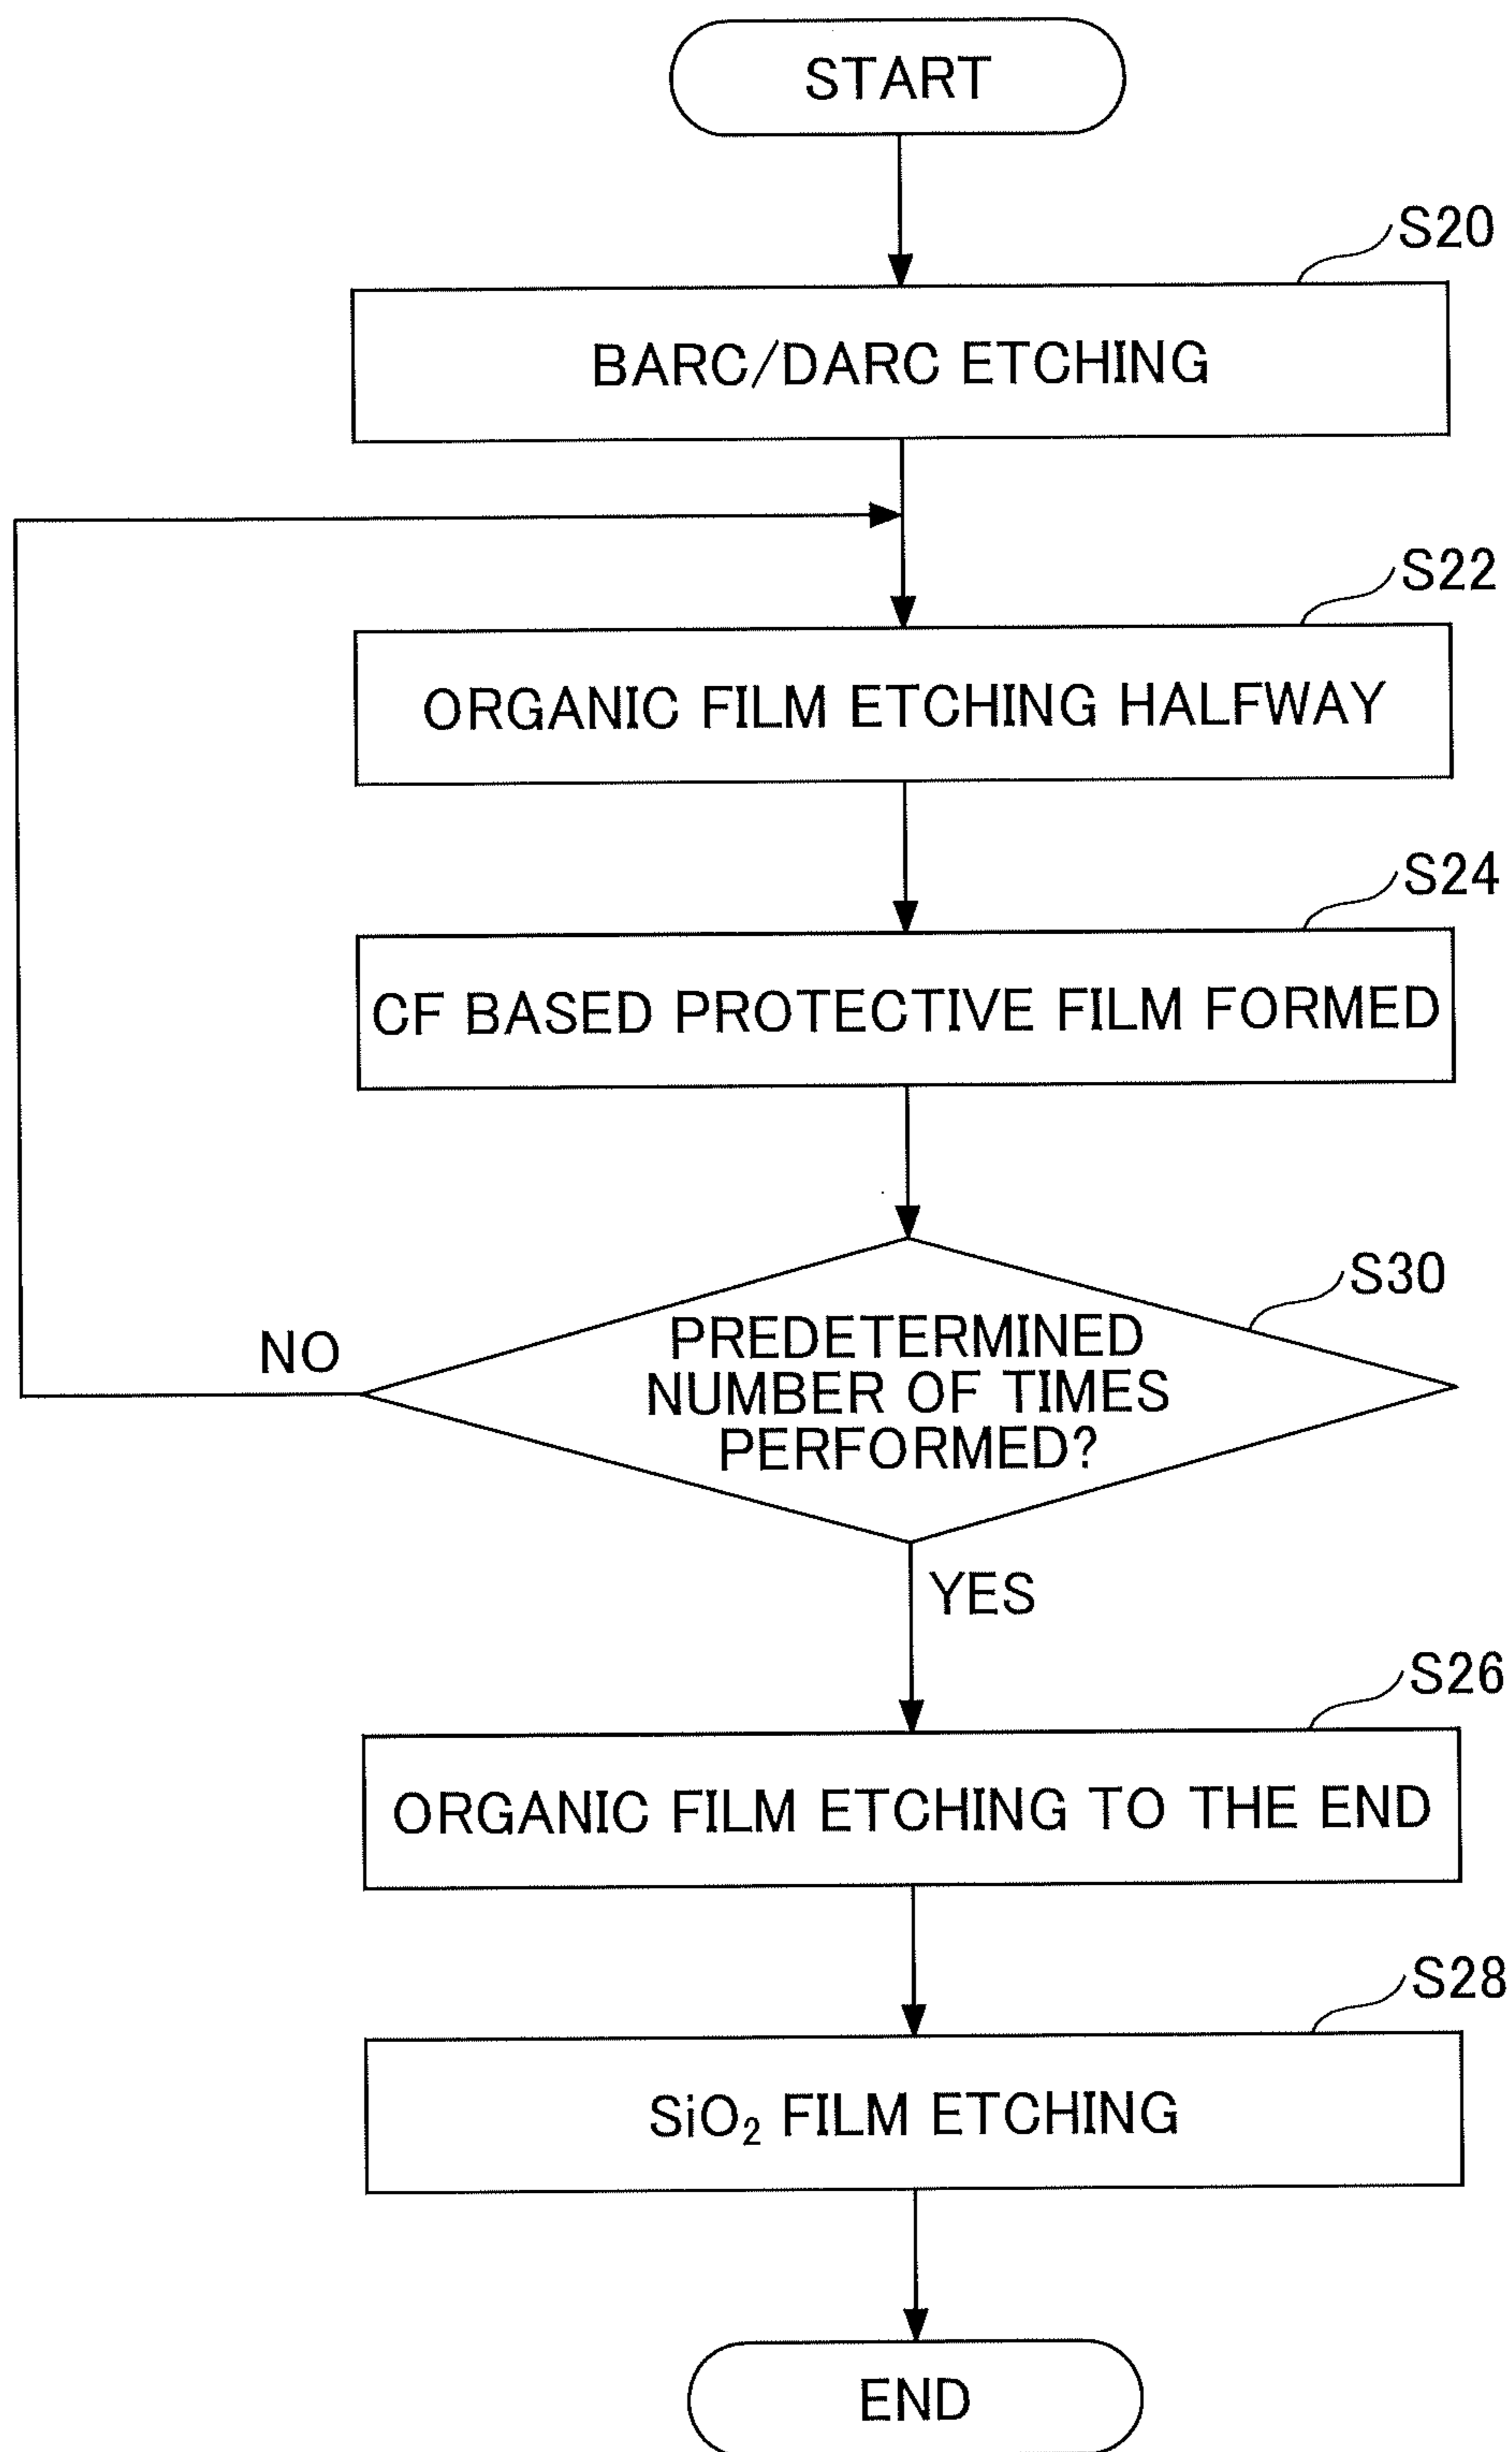 START
S20
BARC/DARC ETCHING
S22
ORGANIC FILM ETCHING HALFWAY
S24
CF BASED PROTECTIVE FILM FORMED
S30
PREDETERMINED
NUMBER OF TIMES
PERFORMED?
NO
YES
S26
ORGANIC FILM ETCHING TO THE END
S28
SiO₂ FILM ETCHING
END